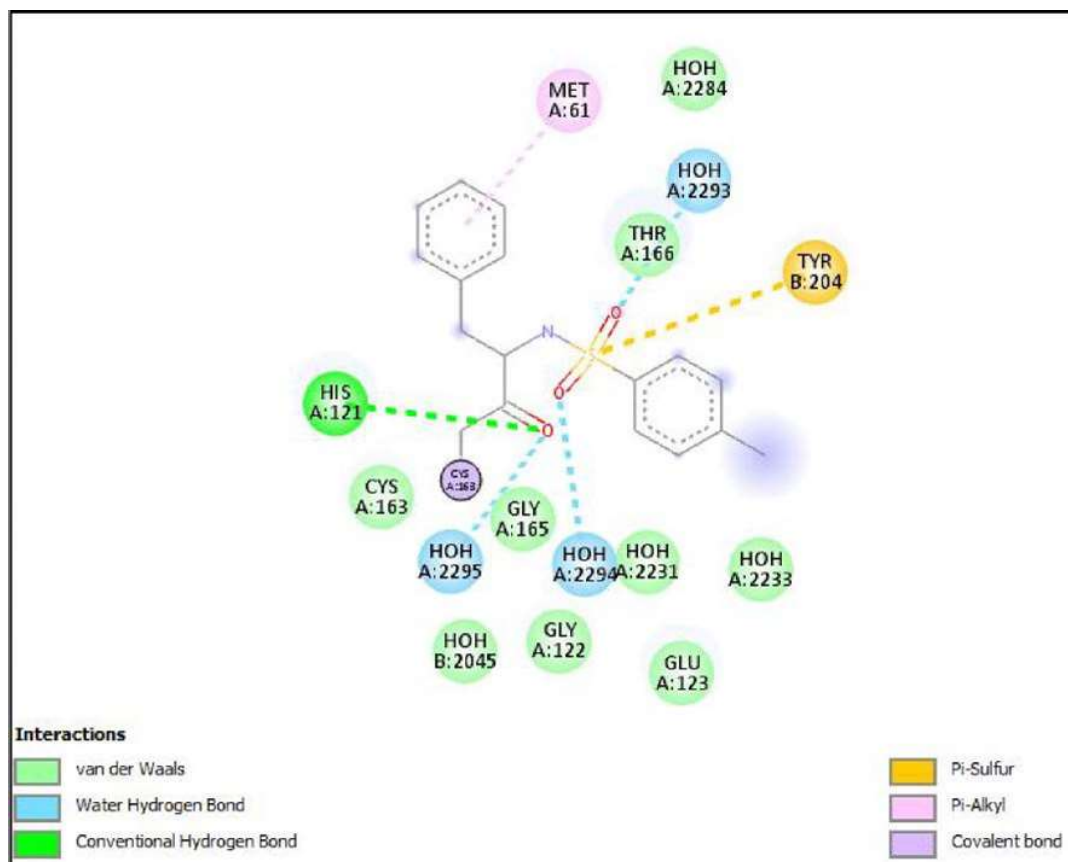 HOH
A:2284
MET
A:61
HOH
A:2293
THR
A:166
TYR
B:204
N
O
S
O
HIS
A:121
O
CYS
A:163
CYS
A:163
GLY
A:165
HOH
A:2295
HOH
A:2294
HOH
A:2231
HOH
A:2233
HOH
B:2045
GLY
A:122
GLU
A:123
Interactions
van der Waals
Water Hydrogen Bond
Conventional Hydrogen Bond
Pi-Sulfur
Pi-Alkyl
Covalent bond